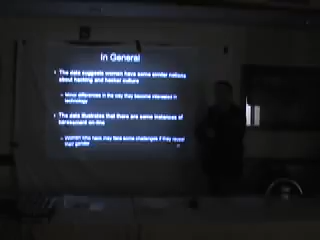 In General
• The data suggests women have some similar notions
about hacking and hacker culture
– Minor differences in the way they become interested in
technology
• The data illustrates that there are some instances of
harassment on-line
– Women who hack may face some challenges if they reveal
their gender